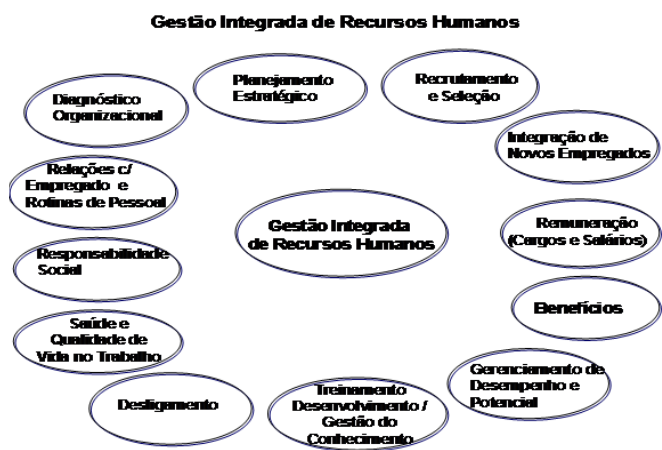 Gestão Integrada de Recursos Humanos
Planejamento
Estratégico
Recrutamento
e Seleção
Diagnóstico
Organizacional
Integração de
Novos Empregados
Relações c/
Empregado e
Rotinas de Pessoal
Gestão Integrada
de Recursos Humanos
Remuneração
(Cargos e Salários)
Responsabilidade
Social
Benefícios
Saúde e
Qualidade de
Vida no Trabalho
Gerenciamento de
Desempenho e
Potencial
Desligamento
Treinamento
Desenvolvimento /
Gestão do
Conhecimento